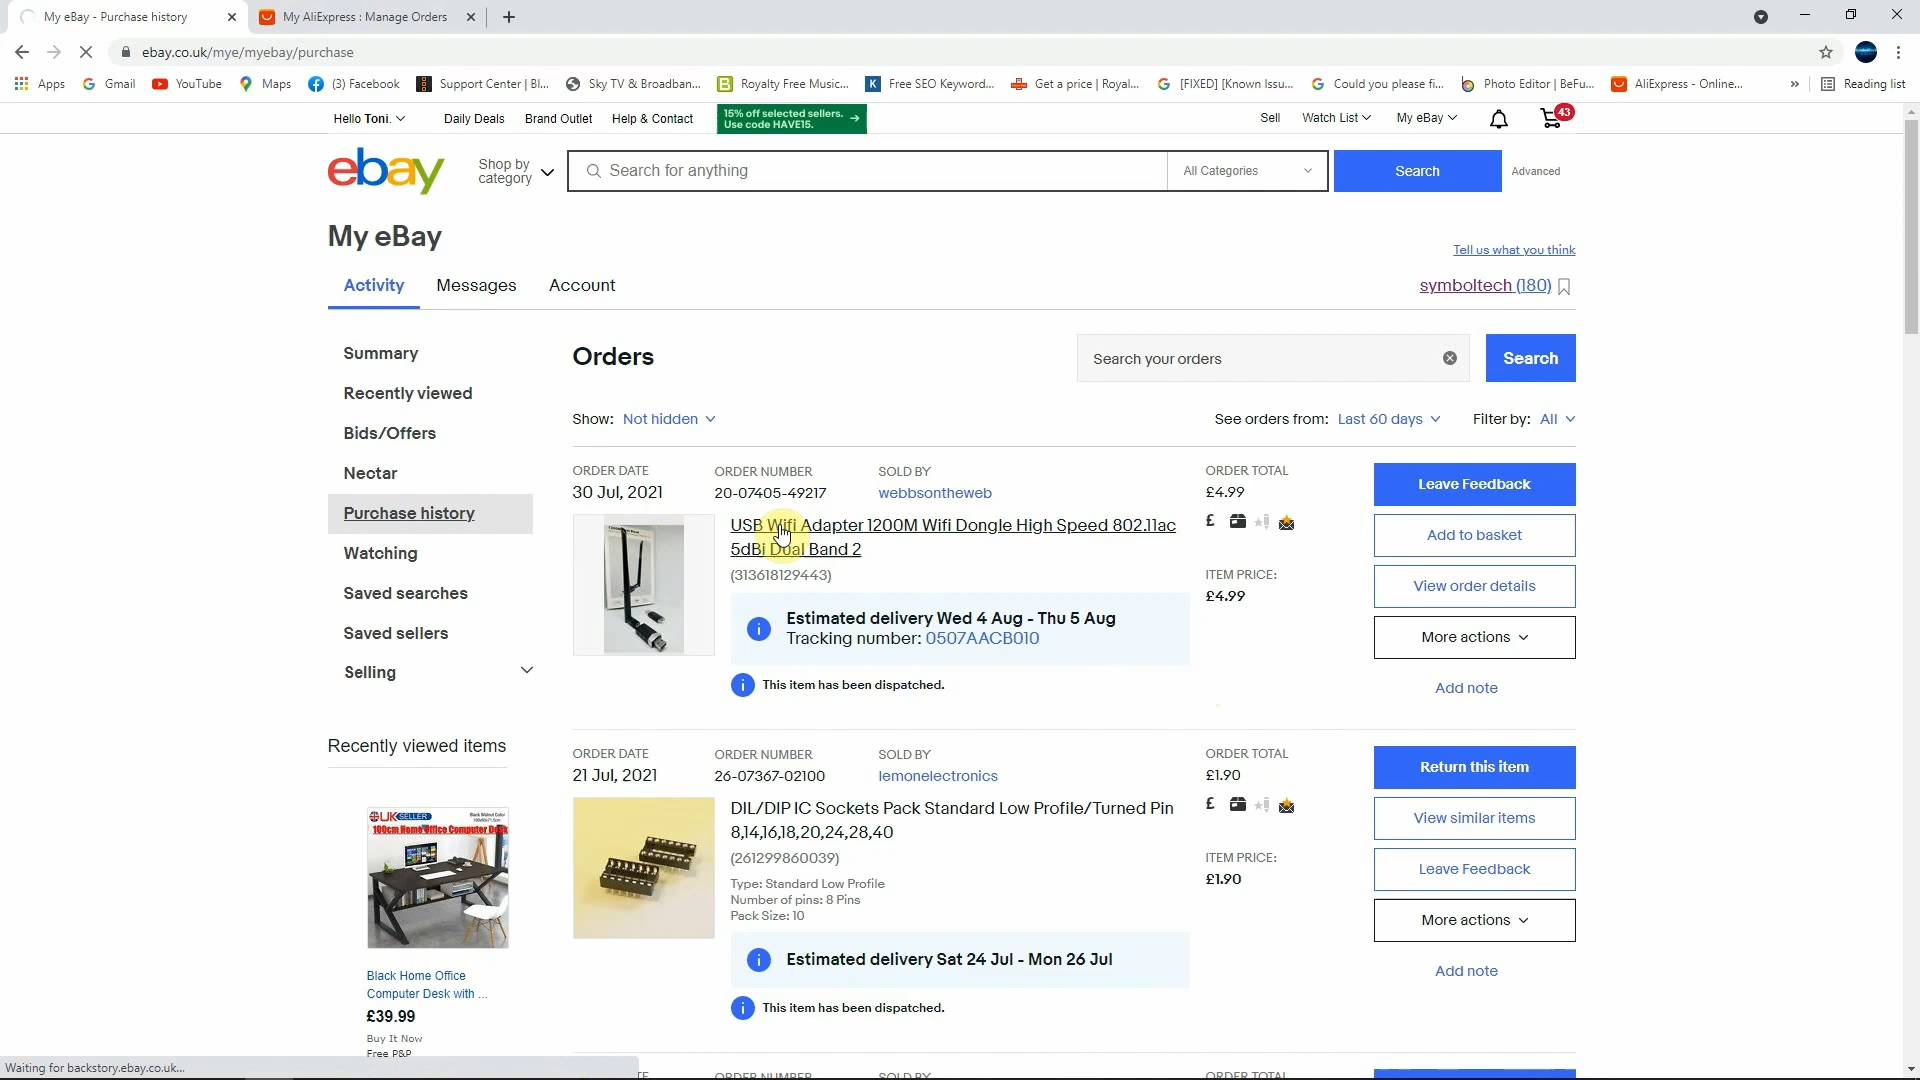 My eBay - Purchase history
My AliExpress : Manage Orders
ebay.co.uk/mye/myebay/purchase
Apps
Gmail
YouTube
Maps
(3) Facebook
Support Center | Bl...
Sky TV & Broadban...
Royalty Free Music...
Free SEO Keyword...
Get a price | Royal...
[FIXED] [Known Issu...
Could you please fi...
Photo Editor | BeFu...
AliExpress - Online...
»
Reading list
Hello Toni.
Daily Deals
Brand Outlet
Help & Contact
15% off selected sellers.
Use code HAVE15.
Sell
Watch List
My eBay
43
ebay
Shop by
category
Search for anything
All Categories
Search
Advanced
My eBay
Tell us what you think
Activity
Messages
Account
symboltech (180)
Summary
Recently viewed
Bids/Offers
Nectar
Purchase history
Watching
Saved searches
Saved sellers
Selling
Orders
Search your orders
Search
Show: Not hidden
See orders from: Last 60 days
Filter by: All
ORDER DATE
30 Jul, 2021
ORDER NUMBER
20-07405-49217
SOLD BY
webbsontheweb
ORDER TOTAL
£4.99
£
USB Wifi Adapter 1200M Wifi Dongle High Speed 802.11ac
5dBi Dual Band 2
(313618129443)
ITEM PRICE:
£4.99
Estimated delivery Wed 4 Aug - Thu 5 Aug
Tracking number: 0507AACB010
This item has been dispatched.
Leave Feedback
Add to basket
View order details
More actions
Add note
ORDER DATE
21 Jul, 2021
ORDER NUMBER
26-07367-02100
SOLD BY
lemonelectronics
ORDER TOTAL
£1.90
£
DIL/DIP IC Sockets Pack Standard Low Profile/Turned Pin
8,14,16,18,20,24,28,40
(261299860039)
Type: Standard Low Profile
Number of pins: 8 Pins
Pack Size: 10
ITEM PRICE:
£1.90
Estimated delivery Sat 24 Jul - Mon 26 Jul
This item has been dispatched.
Return this item
View similar items
Leave Feedback
More actions
Add note
Recently viewed items
UK SELLER
Black Walnut Color
100cm Home Office Computer Desk
Black Home Office
Computer Desk with ...
£39.99
Buy It Now
Free P&P
ORDER NUMBER
SOLD BY
ORDER TOTAL
Waiting for backstory.ebay.co.uk...